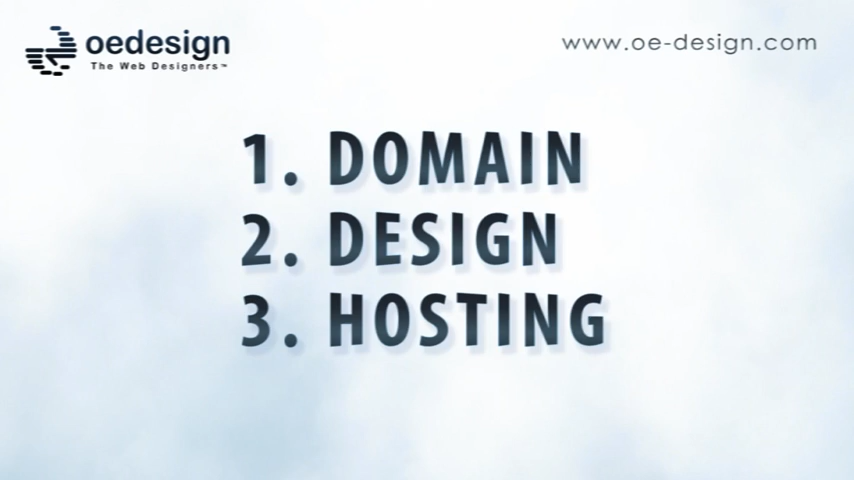 oedesign
The Web Designers™
www.oe-design.com
1. DOMAIN
2. DESIGN
3. HOSTING